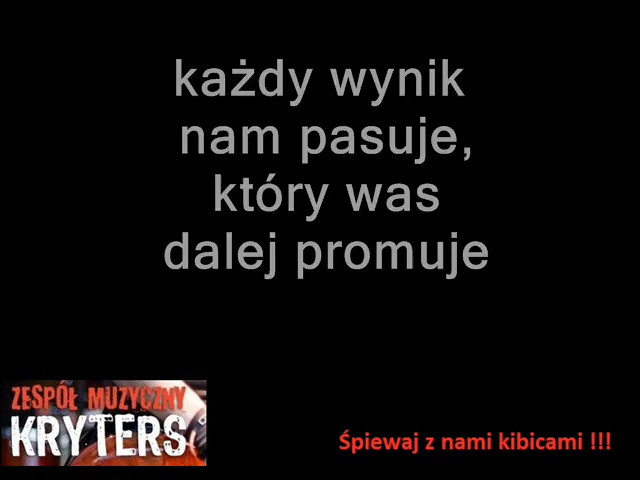 każdy wynik
nam pasuje,
który was
dalej promuje
ZESPÓŁ MUZYCZNY
KRYTERS
Śpiewaj z nami kibicami !!!